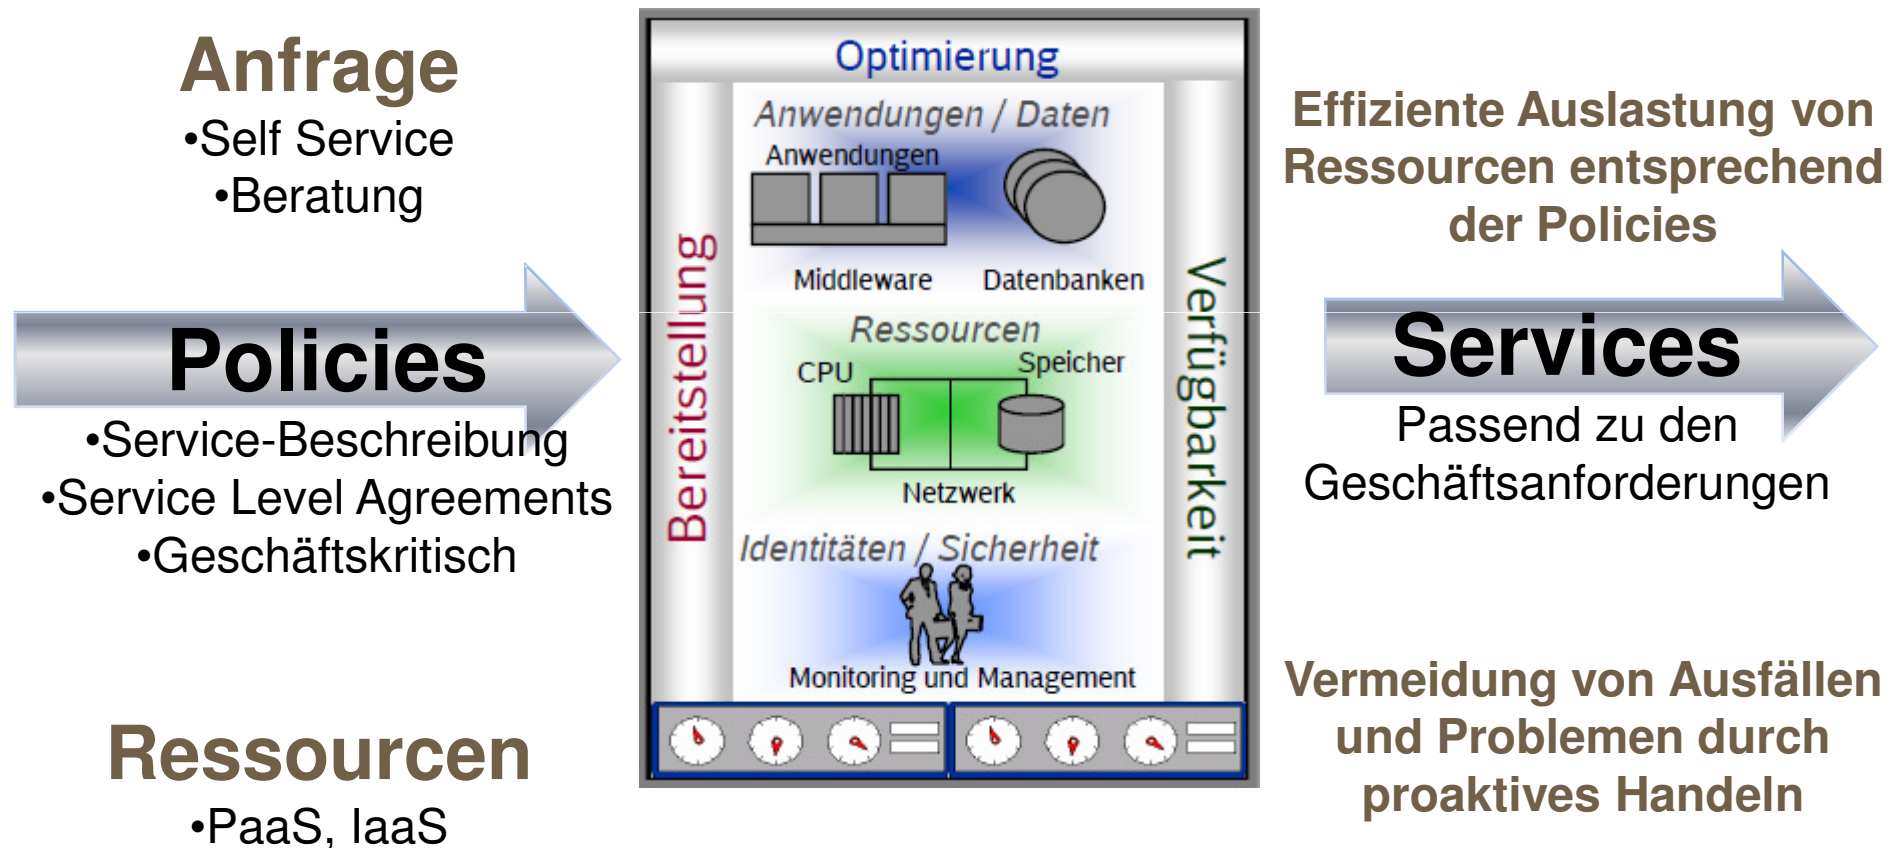 Anfrage
•Self Service
•Beratung
Policies
•Service-Beschreibung
•Service Level Agreements
•Geschäftskritisch
Ressourcen
•PaaS, IaaS
Optimierung
Bereitstellung
Anwendungen / Daten
Anwendungen
Middleware
Datenbanken
Ressourcen
CPU
Speicher
Netzwerk
Identitäten / Sicherheit
Monitoring und Management
Verfügbarkeit
Effiziente Auslastung von
Ressourcen entsprechend
der Policies
Services
Passend zu den
Geschäftsanforderungen
Vermeidung von Ausfällen
und Problemen durch
proaktives Handeln